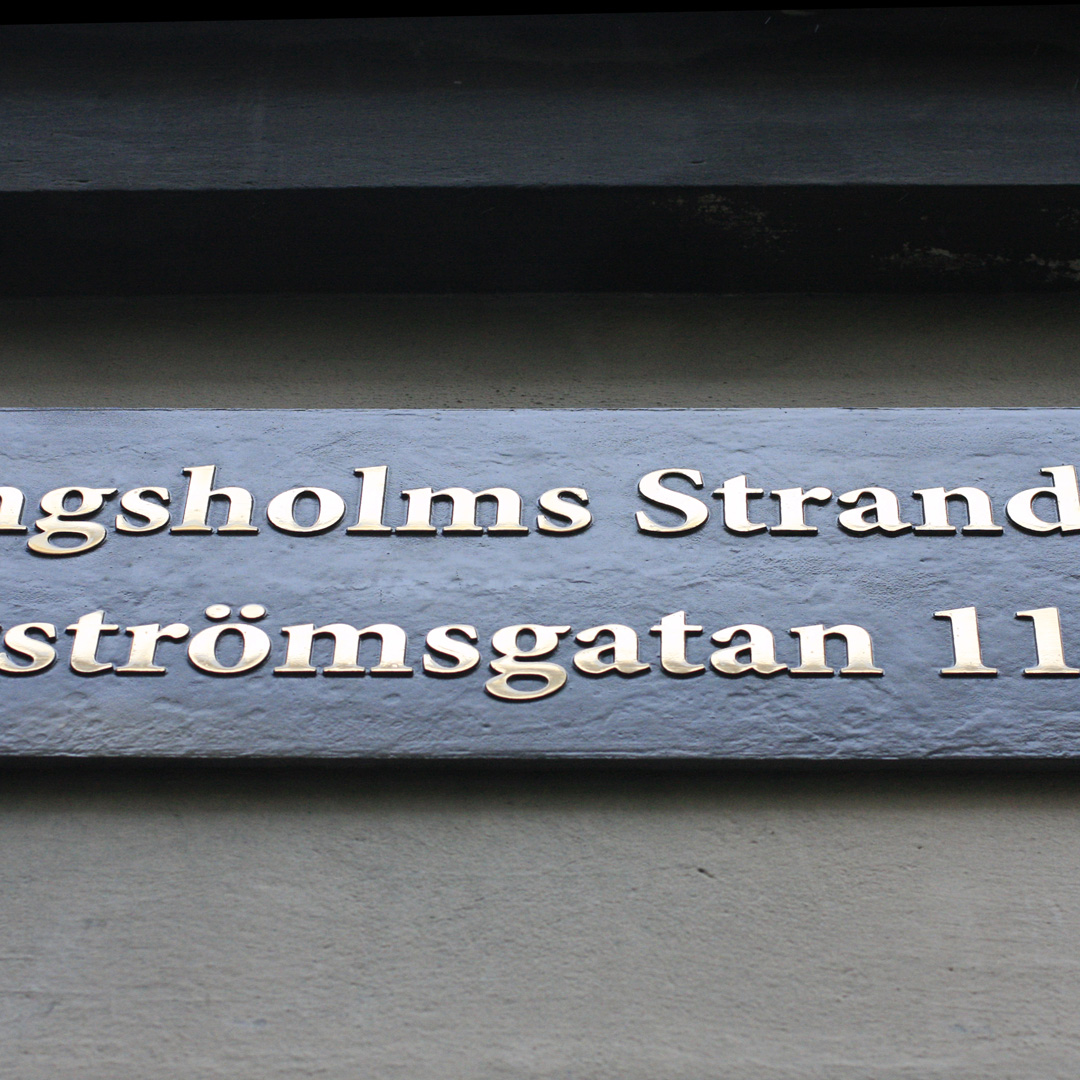 ngsholms Strand
strömsgatan 11